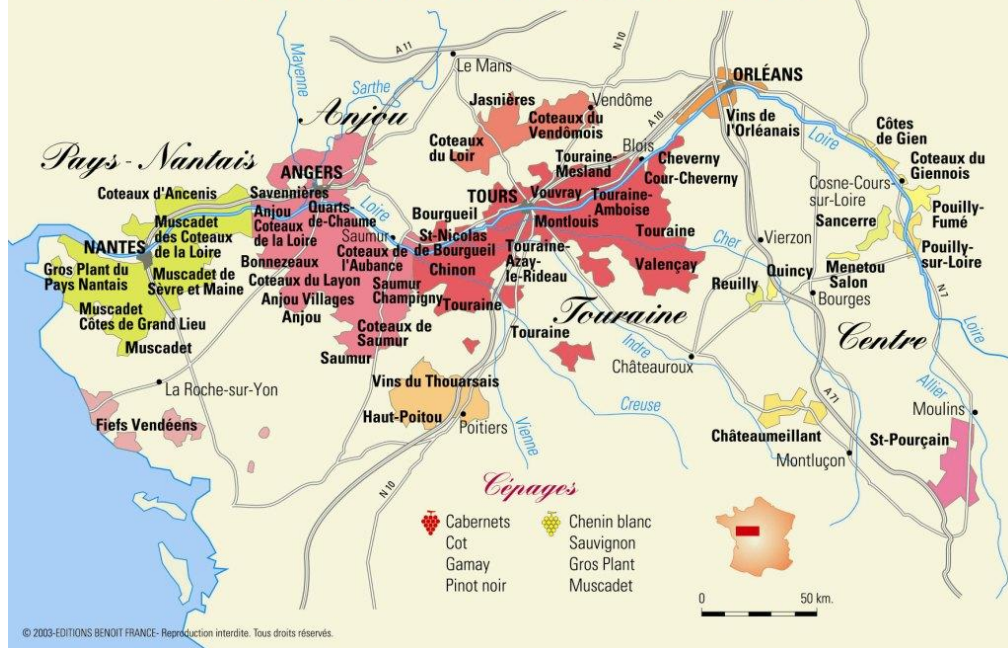 A 11
N 10
Mayenne
Sarthe
Le Mans
Anjou
Jasnières
Vendôme
Coteaux du
Vendômois
Coteaux
du Loir
A 10
ORLÉANS
Vins de
l'Orléanais
Loire
Côtes
de Gien
Coteaux du
Giennois
Pays - Nantais
ANGERS
Coteaux d'Ancenis
Savennières
Quarts-
de-Chaume
Loire
Touraine-
Mesland
Blois
Cheverny
Cour-Cheverny
Cosne-Cours-
sur-Loire
Pouilly-
Fumé
Sancerre
Pouilly-
sur-Loire
Muscadet
des Coteaux
de la Loire
Anjou
Coteaux
de la Loire
TOURS
Vouvray
Touraine-
Amboise
Bourgueil
Montlouis
Touraine
St-Nicolas
de Bourgueil
Saumur
NANTES
Bonnezeaux
Coteaux de
l'Aubance
Chinon
Touraine-
Azay-
le-Rideau
Valençay
Cher
Vierzon
Quincy
Menetou
Salon
Reuilly
Bourges
N 7
Gros Plant du
Pays Nantais
Muscadet de
Sèvre et Maine
Coteaux du Layon
Saumur
Champigny
Anjou Villages
Anjou
Touraine
Touraine
Touraine
Muscadet
Côtes de Grand Lieu
Muscadet
Coteaux de
Saumur
Saumur
Indre
Centre
Loire
Châteauroux
La Roche-sur-Yon
Vins du Thouarsais
Haut-Poitou
Poitiers
Creuse
Vienne
A 71
Allier
Moulins
Fiefs Vendéens
Châteaumeillant
Montluçon
St-Pourçain
N 10
Cépages
Cabernets
Cot
Gamay
Pinot noir
Chenin blanc
Sauvignon
Gros Plant
Muscadet
0 50 km.
© 2003-EDITIONS BENOIT FRANCE- Reproduction interdite. Tous droits réservés.